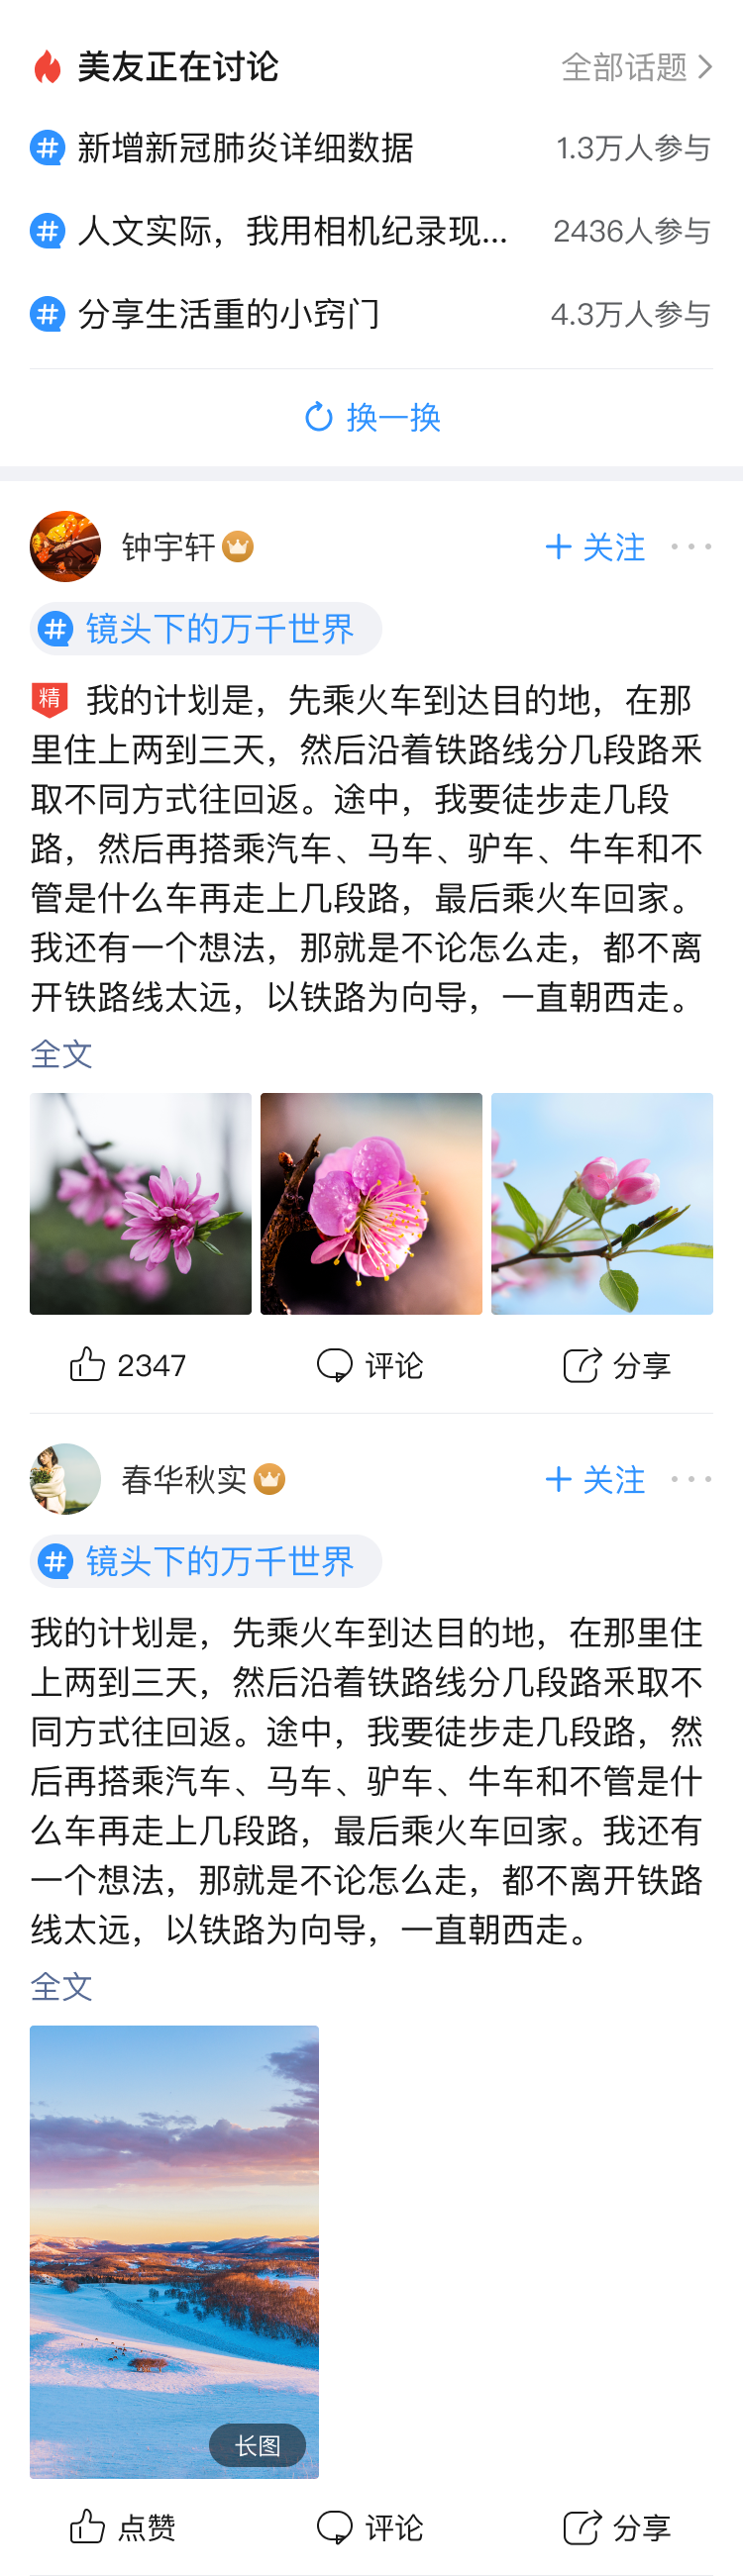 美友正在讨论 全部话题
新增新冠肺炎详细数据 1.3万人参与
人文实际，我用相机纪录现... 2436人参与
分享生活重的小窍门 4.3万人参与
换一换
钟宇轩 关注
镜头下的万千世界
精 我的计划是，先乘火车到达目的地，在那
里住上两到三天，然后沿着铁路线分几段路釆
取不同方式往回返。途中，我要徒步走几段
路，然后再搭乘汽车、马车、驴车、牛车和不
管是什么车再走上几段路，最后乘火车回家。
我还有一个想法，那就是不论怎么走，都不离
开铁路线太远，以铁路为向导，一直朝西走。
全文
2347 评论 分享
春华秋实 关注
镜头下的万千世界
我的计划是，先乘火车到达目的地，在那里住
上两到三天，然后沿着铁路线分几段路釆取不
同方式往回返。途中，我要徒步走几段路，然
后再搭乘汽车、马车、驴车、牛车和不管是什
么车再走上几段路，最后乘火车回家。我还有
一个想法，那就是不论怎么走，都不离开铁路
线太远，以铁路为向导，一直朝西走。
全文
长图
点赞 评论 分享